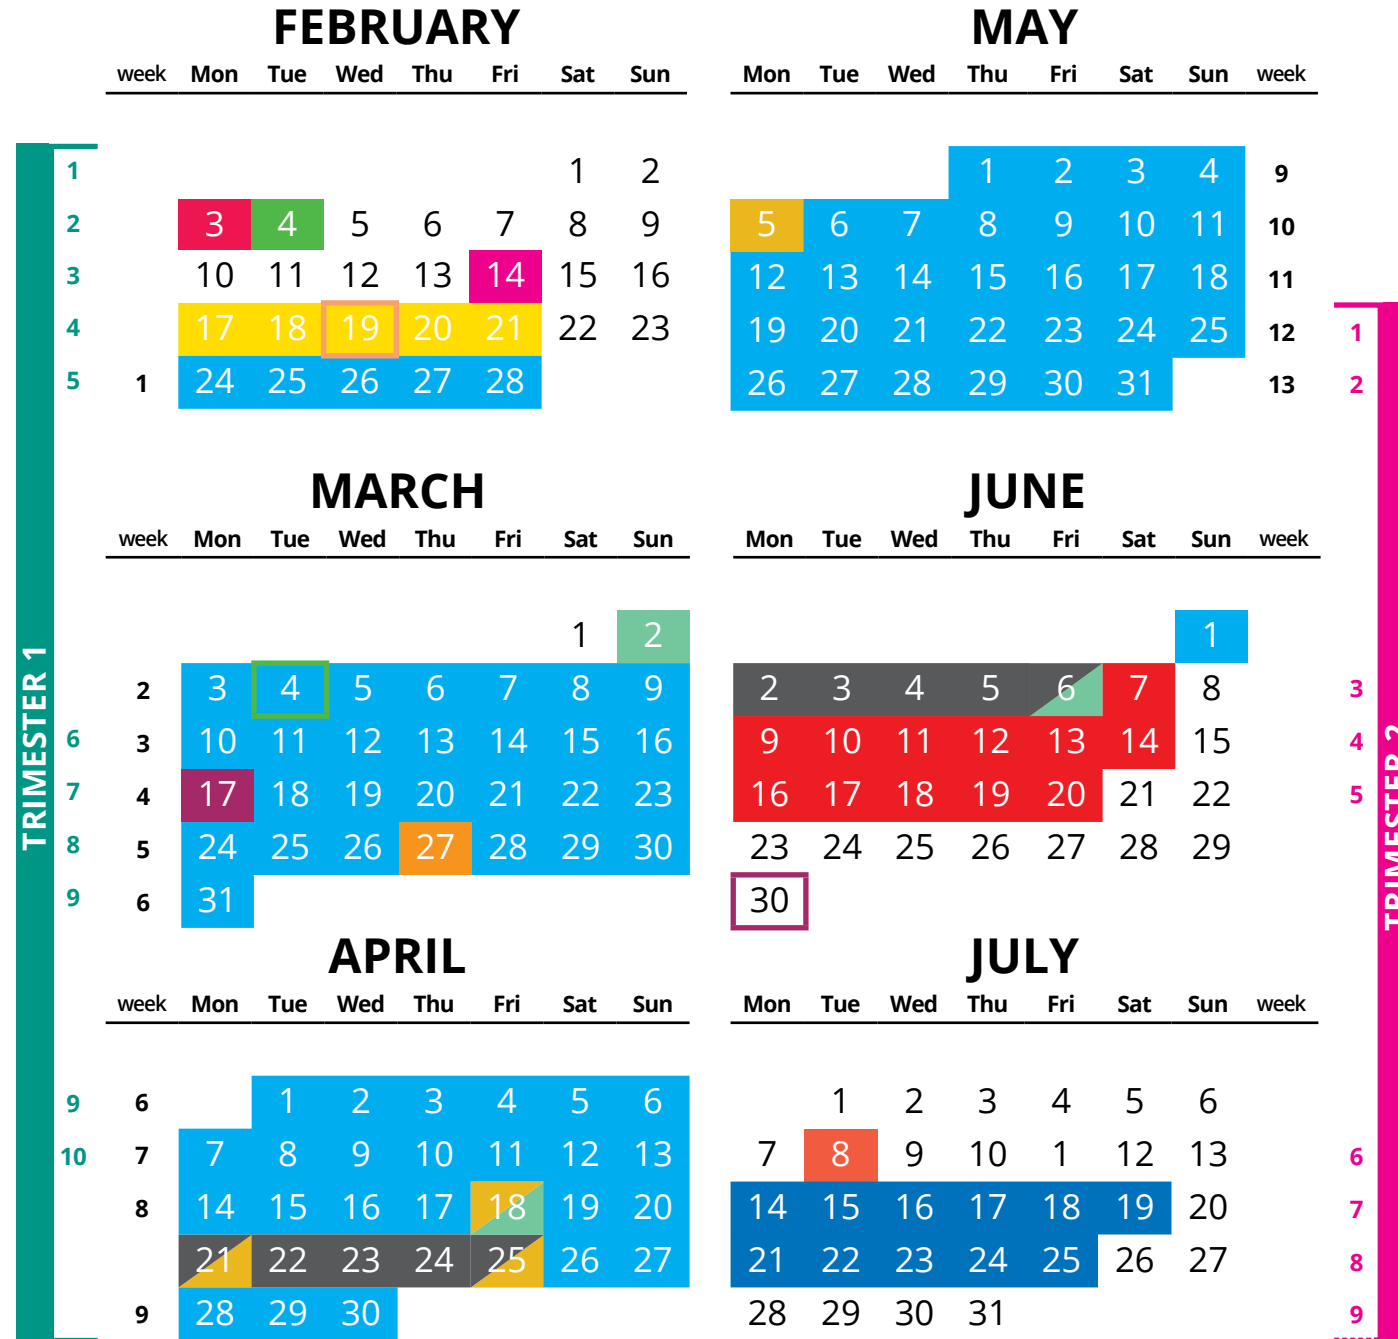 FEBRUARY
week Mon Tue Wed Thu Fri Sat Sun
1 1 2
2 3 4 5 6 7 8 9
3 10 11 12 13 14 15 16
4 17 18 19 20 21 22 23
5 1 24 25 26 27 28
MAY
Mon Tue Wed Thu Fri Sat Sun week
1 2 3 4 9
5 6 7 8 9 10 11 10
12 13 14 15 16 17 18 11
19 20 21 22 23 24 25 12 1
26 27 28 29 30 31 13 2
MARCH
week Mon Tue Wed Thu Fri Sat Sun
1 2
2 3 4 5 6 7 8 9
6 3 10 11 12 13 14 15 16
7 4 17 18 19 20 21 22 23
8 5 24 25 26 27 28 29 30
9 6 31
JUNE
Mon Tue Wed Thu Fri Sat Sun week
1
2 3 4 5 6 7 8 3
9 10 11 12 13 14 15 4
16 17 18 19 20 21 22 5
23 24 25 26 27 28 29
30
APRIL
week Mon Tue Wed Thu Fri Sat Sun
9 6 1 2 3 4 5 6
10 7 7 8 9 10 11 12 13
8 14 15 16 17 18 19 20
21 22 23 24 25 26 27
9 28 29 30
JULY
Mon Tue Wed Thu Fri Sat Sun week
1 2 3 4 5 6
7 8 9 10 1 12 13 6
14 15 16 17 18 19 20 7
21 22 23 24 25 26 27 8
28 29 30 31 9
TRIMESTER 1
TRIMESTER 2